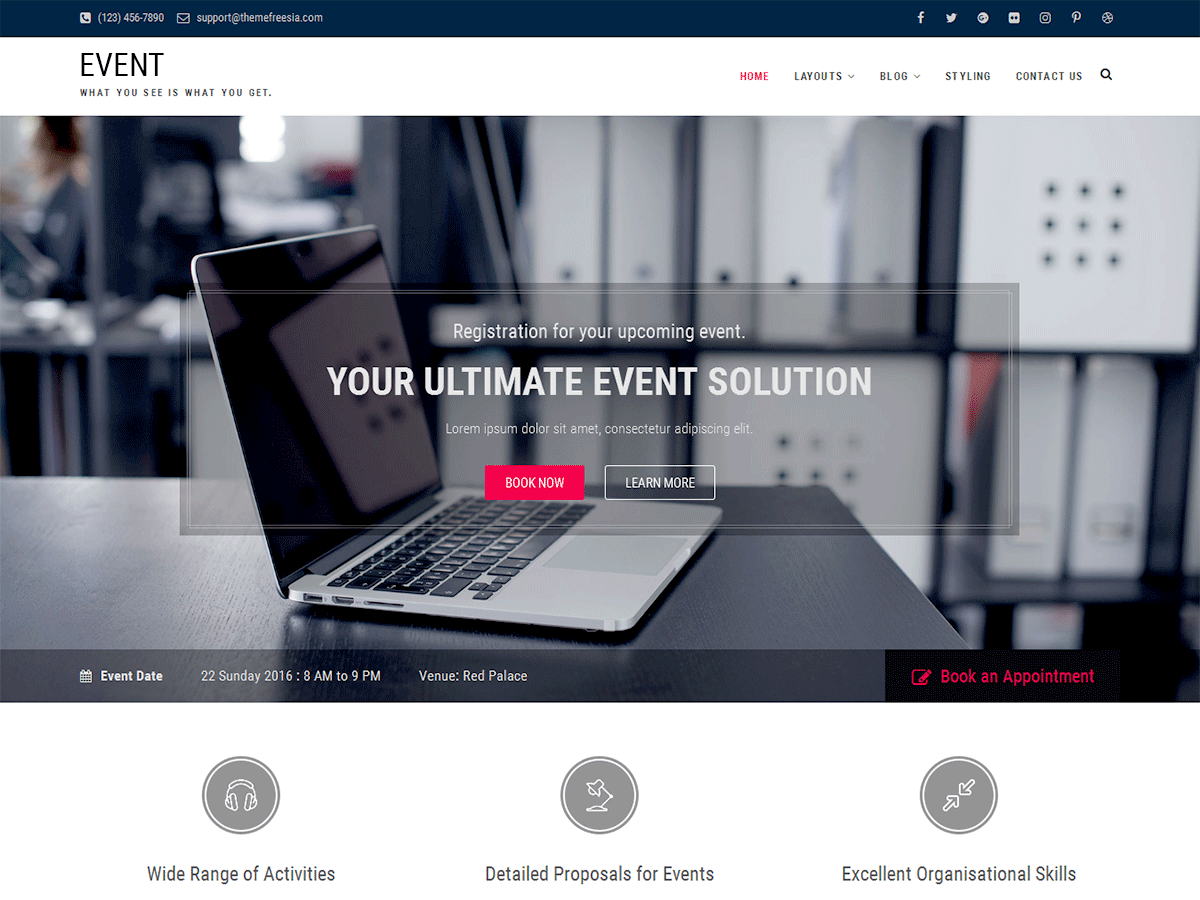 (123) 456-7890 support@themefreesia.com
EVENT
WHAT YOU SEE IS WHAT YOU GET.
HOME LAYOUTS BLOG STYLING CONTACT US
Registration for your upcoming event.
YOUR ULTIMATE EVENT SOLUTION
Lorem ipsum dolor sit amet, consectetur adipiscing elit.
BOOK NOW LEARN MORE
Event Date 22 Sunday 2016 : 8 AM to 9 PM Venue: Red Palace Book an Appointment
Wide Range of Activities Detailed Proposals for Events Excellent Organisational Skills